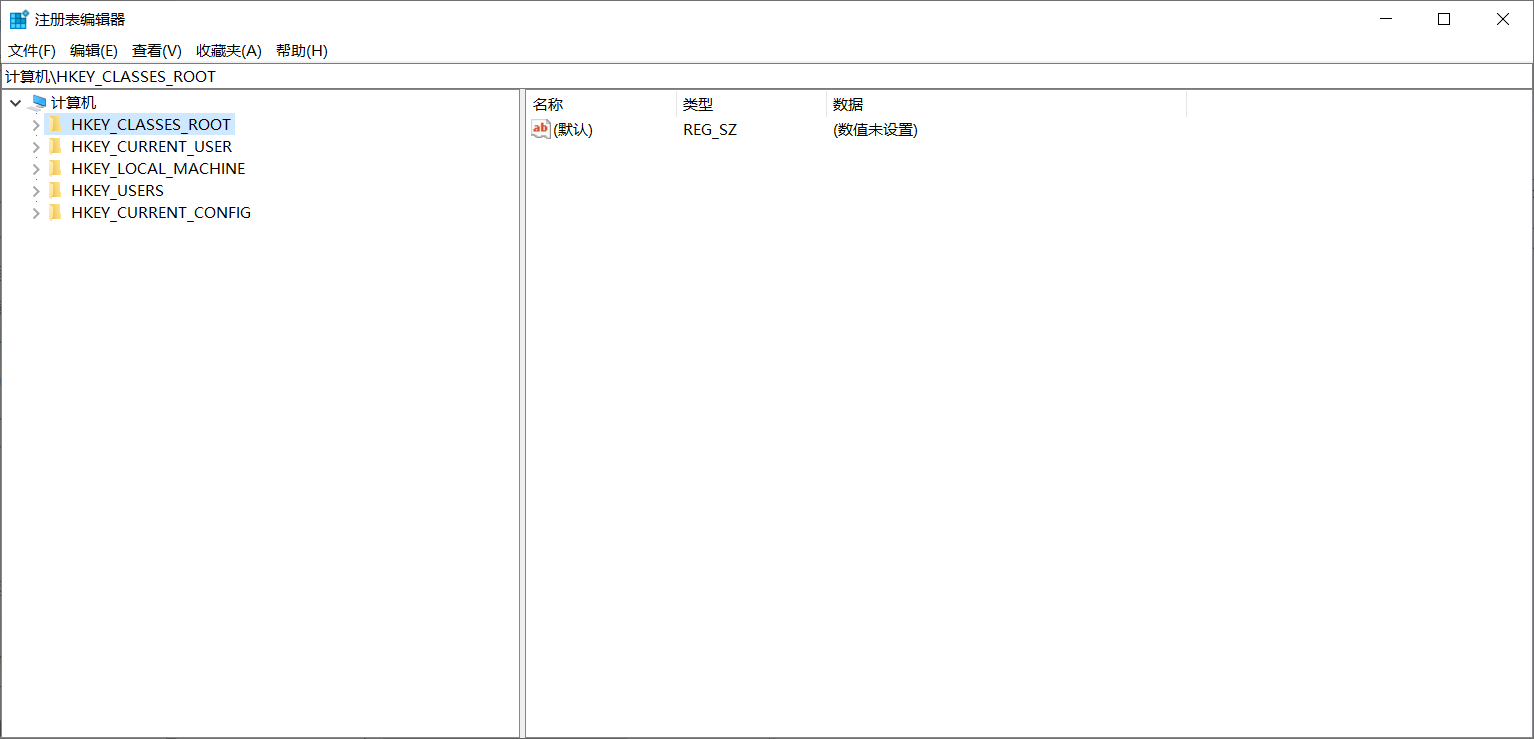 注册表编辑器
文件(F) 编辑(E) 查看(V) 收藏夹(A) 帮助(H)
计算机\HKEY_CLASSES_ROOT
计算机
HKEY_CLASSES_ROOT
HKEY_CURRENT_USER
HKEY_LOCAL_MACHINE
HKEY_USERS
HKEY_CURRENT_CONFIG
名称 类型 数据
ab (默认) REG_SZ (数值未设置)